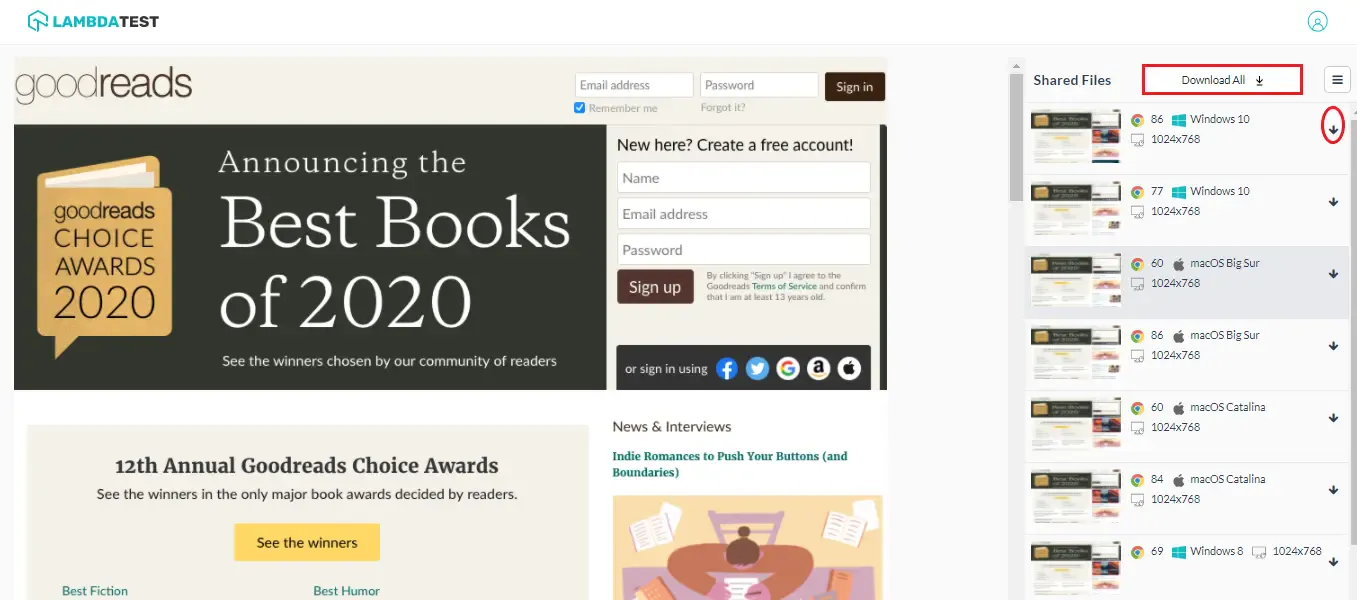 LAMBDATEST
goodreads
Email address
Password
Sign in
Remember me
Forgot it?
goodreads
CHOICE
AWARDS
2020
Announcing the
Best Books
of 2020
See the winners chosen by our community of readers
New here? Create a free account!
Name
Email address
Password
Sign up
By clicking "Sign up" I agree to the
Goodreads Terms of Service and confirm
that I am at least 13 years old.
or sign in using
12th Annual Goodreads Choice Awards
See the winners in the only major book awards decided by readers.
See the winners
Best Fiction
Best Humor
News & Interviews
Indie Romances to Push Your Buttons (and
Boundaries)
Shared Files
Download All
86 Windows 10
1024x768
77 Windows 10
1024x768
60 macOS Big Sur
1024x768
86 macOS Big Sur
1024x768
60 macOS Catalina
1024x768
84 macOS Catalina
1024x768
69 Windows 8 1024x768